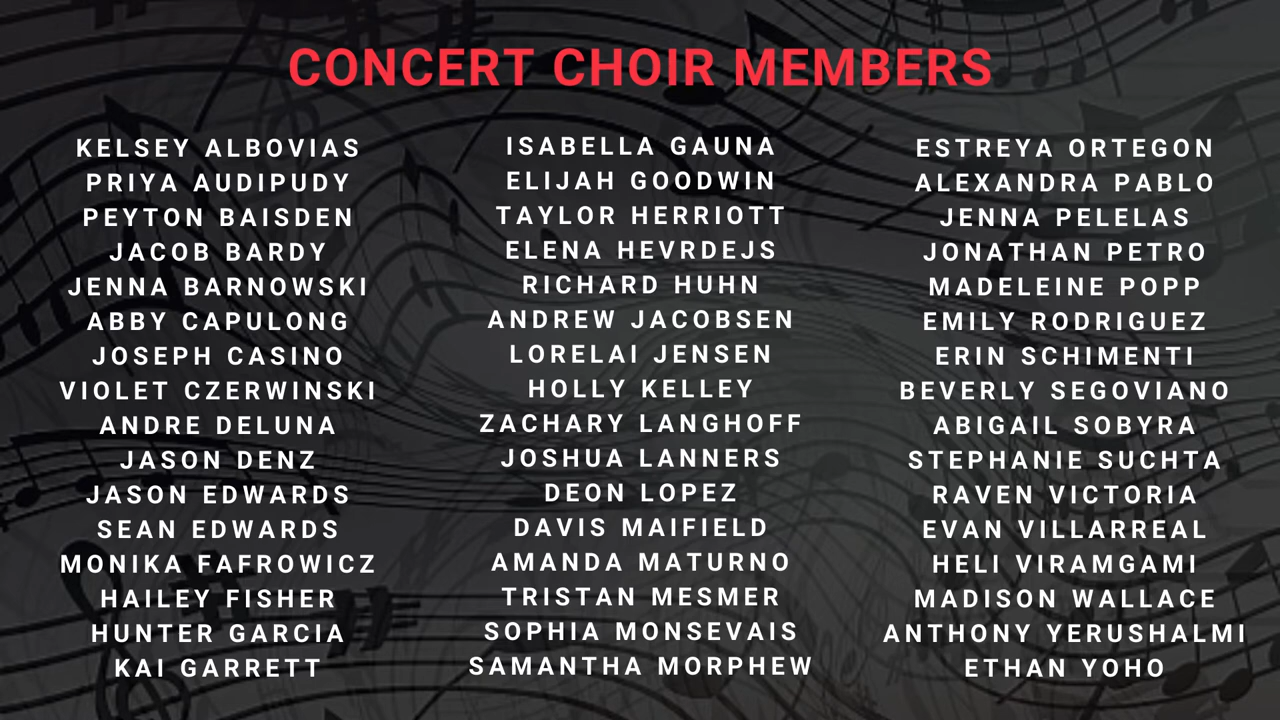 CONCERT CHOIR MEMBERS
KELSEY ALBOVIAS
PRIYA AUDIPUDY
PEYTON BAISDEN
JACOB BARDY
JENNA BARNOWSKI
ABBY CAPULONG
JOSEPH CASINO
VIOLET CZERWINSKI
ANDRE DELUNA
JASON DENZ
JASON EDWARDS
SEAN EDWARDS
MONIKA FAFROWICZ
HAILEY FISHER
HUNTER GARCIA
KAI GARRETT
ISABELLA GAUNA
ELIJAH GOODWIN
TAYLOR HERRIOTT
ELENA HEVRDEJS
RICHARD HUHN
ANDREW JACOBSEN
LORELAI JENSEN
HOLLY KELLEY
ZACHARY LANGHOFF
JOSHUA LANNERS
DEON LOPEZ
DAVIS MAIFIELD
AMANDA MATURNO
TRISTAN MESMER
SOPHIA MONSEVAIS
SAMANTHA MORPHEW
ESTREYA ORTEGON
ALEXANDRA PABLO
JENNA PELELAS
JONATHAN PETRO
MADELEINE POPP
EMILY RODRIGUEZ
ERIN SCHIMENTI
BEVERLY SEGOVIANO
ABIGAIL SOBYRA
STEPHANIE SUCHTA
RAVEN VICTORIA
EVAN VILLARREAL
HELI VIRAMGAMI
MADISON WALLACE
ANTHONY YERUSHALMI
ETHAN YOHO